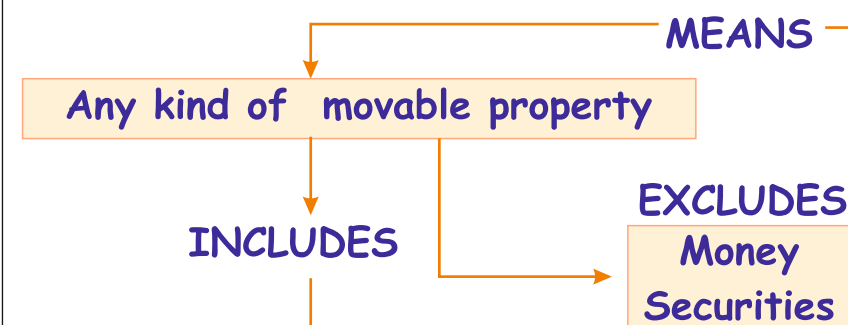 MEANS
Any kind of movable property
INCLUDES
EXCLUDES
Money
Securities